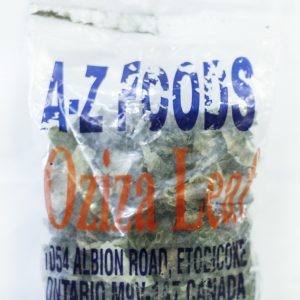 A-Z FOODS
Oziza Leaf
1054 ALBION ROAD, ETOBICOKE
ONTARIO CANADA